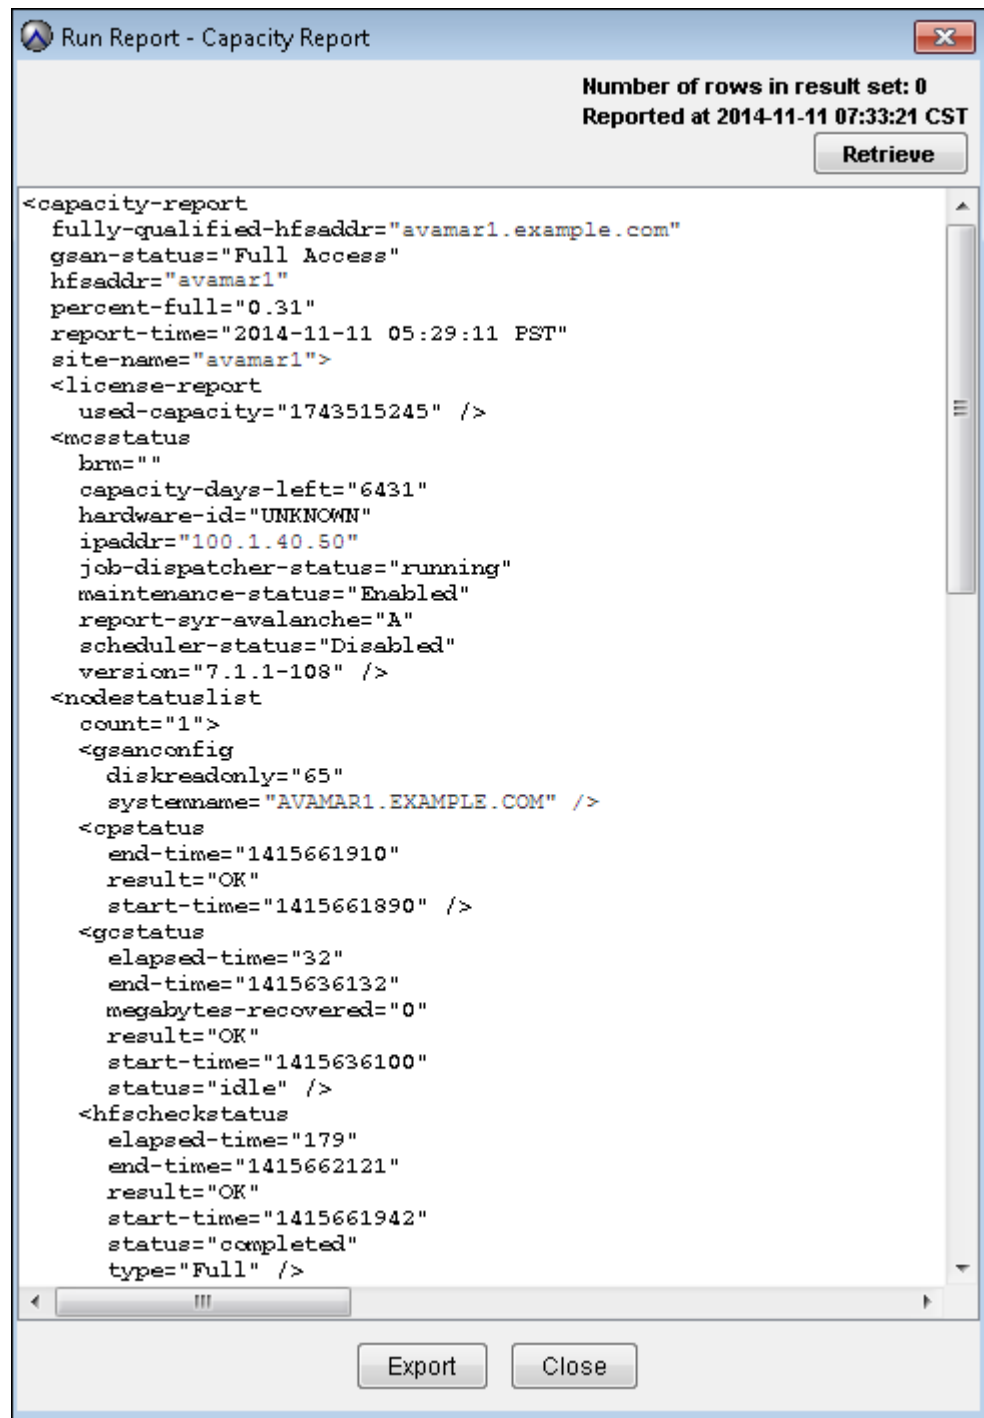 Run Report - Capacity Report
Number of rows in result set: 0
Reported at 2014-11-11 07:33:21 CST
Retrieve
<capacity-report
fully-qualified-hfsaddr="avamar1.example.com"
gsan-status="Full Access"
hfsaddr="avamar1"
percent-full="0.31"
report-time="2014-11-11 05:29:11 PST"
site-name="avamar1">
<license-report
used-capacity="1743515245" />
<mcsstatus
brm=""
capacity-days-left="6431"
hardware-id="UNKNOWN"
ipaddr="100.1.40.50"
job-dispatcher-status="running"
maintenance-status="Enabled"
report-syr-avalanche="A"
scheduler-status="Disabled"
version="7.1.1-108" />
<nodestatuslist
count="1">
<gsanconfig
diskreadonly="65"
systemname="AVAMAR1.EXAMPLE.COM" />
<cpstatus
end-time="1415661910"
result="OK"
start-time="1415661890" />
<gcstatus
elapsed-time="32"
end-time="1415636132"
megabytes-recovered="0"
result="OK"
start-time="1415636100"
status="idle" />
<hfscheckstatus
elapsed-time="179"
end-time="1415662121"
result="OK"
start-time="1415661942"
status="completed"
type="Full" />
Export
Close